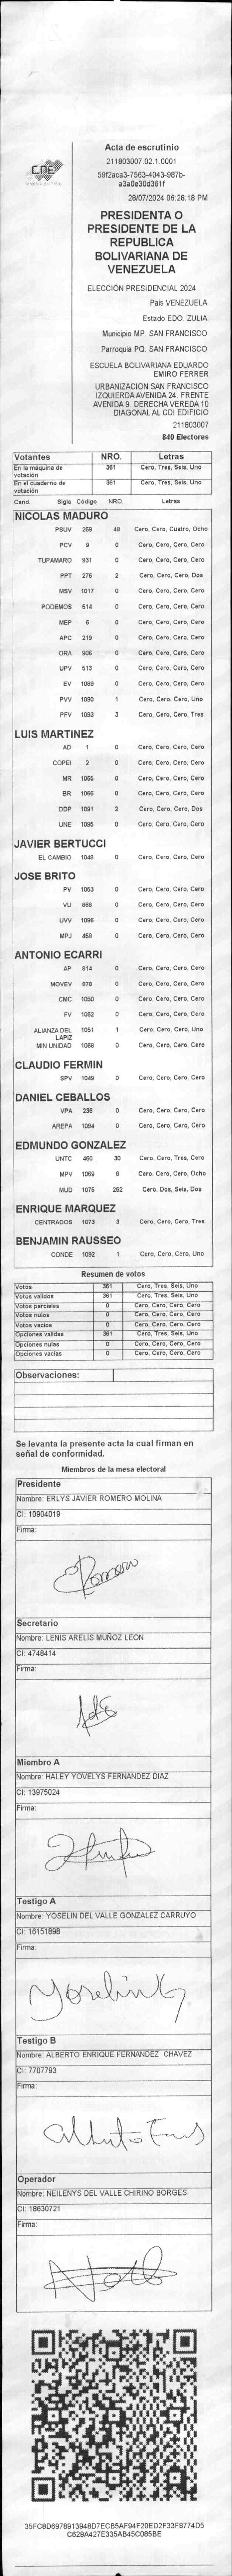 CNE
Acta de escrutinio
211803007.02.1.0001
59f2aca3-7563-4043-987b-
a3a0e30d361f
28/07/2024 06:28:18 PM
PRESIDENTA O
PRESIDENTE DE LA
REPUBLICA
BOLIVARIANA DE
VENEZUELA
ELECCIÓN PRESIDENCIAL 2024
País VENEZUELA
Estado EDO. ZULIA
Municipio MP. SAN FRANCISCO
Parroquia PQ. SAN FRANCISCO
ESCUELA BOLIVARIANA EDUARDO
EMIRO FERRER
URBANIZACION SAN FRANCISCO
IZQUIERDA AVENIDA 24. FRENTE
AVENIDA 9. DERECHA VEREDA 10
DIAGONAL AL CDI EDIFICIO
211803007
840 Electores
Votantes NRO. Letras
En la máquina de votación 361 Cero, Tres, Seis, Uno
En el cuaderno de votación 361 Cero, Tres, Seis, Uno
Cand. Sigla Código NRO. Letras
NICOLAS MADURO
PSUV 269 48 Cero, Cero, Cuatro, Ocho
PCV 9 0 Cero, Cero, Cero, Cero
TUPAMARO 931 0 Cero, Cero, Cero, Cero
PPT 276 2 Cero, Cero, Cero, Dos
MSV 1017 0 Cero, Cero, Cero, Cero
PODEMOS 514 0 Cero, Cero, Cero, Cero
MEP 6 0 Cero, Cero, Cero, Cero
APC 219 0 Cero, Cero, Cero, Cero
ORA 906 0 Cero, Cero, Cero, Cero
UPV 513 0 Cero, Cero, Cero, Cero
EV 1089 0 Cero, Cero, Cero, Cero
PVV 1090 1 Cero, Cero, Cero, Uno
PFV 1093 3 Cero, Cero, Cero, Tres
LUIS MARTINEZ
AD 1 0 Cero, Cero, Cero, Cero
COPEI 2 0 Cero, Cero, Cero, Cero
MR 1065 0 Cero, Cero, Cero, Cero
BR 1066 0 Cero, Cero, Cero, Cero
DDP 1091 2 Cero, Cero, Cero, Dos
UNE 1095 0 Cero, Cero, Cero, Cero
JAVIER BERTUCCI
EL CAMBIO 1048 0 Cero, Cero, Cero, Cero
JOSE BRITO
PV 1053 0 Cero, Cero, Cero, Cero
VU 868 0 Cero, Cero, Cero, Cero
UVV 1096 0 Cero, Cero, Cero, Cero
MPJ 459 0 Cero, Cero, Cero, Cero
ANTONIO ECARRI
AP 814 0 Cero, Cero, Cero, Cero
MOVEV 678 0 Cero, Cero, Cero, Cero
CMC 1050 0 Cero, Cero, Cero, Cero
FV 1062 0 Cero, Cero, Cero, Cero
ALIANZA DEL LAPIZ 1051 1 Cero, Cero, Cero, Uno
MIN UNIDAD 1058 0 Cero, Cero, Cero, Cero
CLAUDIO FERMIN
SPV 1049 0 Cero, Cero, Cero, Cero
DANIEL CEBALLOS
VPA 236 0 Cero, Cero, Cero, Cero
AREPA 1094 0 Cero, Cero, Cero, Cero
EDMUNDO GONZALEZ
UNTC 460 30 Cero, Cero, Tres, Cero
MPV 1069 8 Cero, Cero, Cero, Ocho
MUD 1075 262 Cero, Dos, Seis, Dos
ENRIQUE MARQUEZ
CENTRADOS 1073 3 Cero, Cero, Cero, Tres
BENJAMIN RAUSSEO
CONDE 1092 1 Cero, Cero, Cero, Uno
Resumen de votos
Votos 361 Cero, Tres, Seis, Uno
Votos validos 361 Cero, Tres, Seis, Uno
Votos parciales 0 Cero, Cero, Cero, Cero
Votos nulos 0 Cero, Cero, Cero, Cero
Votos vacios 0 Cero, Cero, Cero, Cero
Opciones validas 361 Cero, Tres, Seis, Uno
Opciones nulas 0 Cero, Cero, Cero, Cero
Opciones vacias 0 Cero, Cero, Cero, Cero
Observaciones:
Se levanta la presente acta la cual firman en
señal de conformidad.
Miembros de la mesa electoral
Presidente
Nombre: ERLYS JAVIER ROMERO MOLINA
CI: 10904019
Firma:
Romero
Secretario
Nombre: LENIS ARELIS MUÑOZ LEON
CI: 4748414
Firma:
Miembro A
Nombre: HALEY YOVELYS FERNANDEZ DIAZ
CI: 13975024
Firma:
Testigo A
Nombre: YOSELIN DEL VALLE GONZALEZ CARRUYO
CI: 16151898
Firma:
Yoselin
Testigo B
Nombre: ALBERTO ENRIQUE FERNANDEZ CHAVEZ
CI: 7707793
Firma:
Alberto
Operador
Nombre: NEILENYS DEL VALLE CHIRINO BORGES
CI: 18630721
Firma:
35FC8D6978913948D7ECB5AF94F20ED2F33F8774D5
C629A427E335AB45C085BE